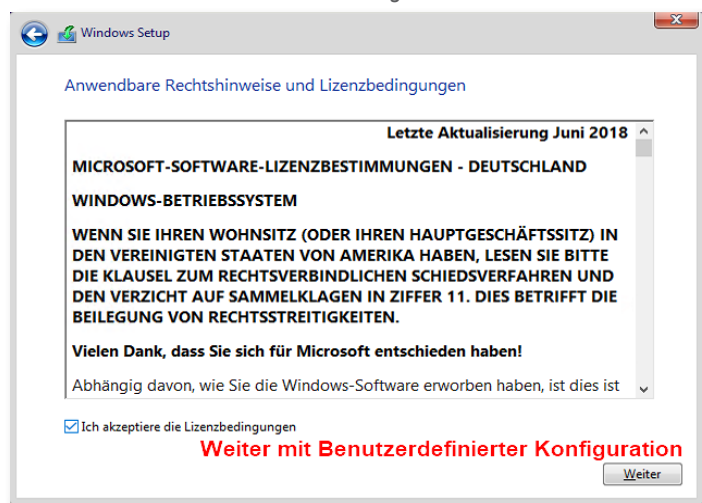 Windows Setup
Anwendbare Rechtshinweise und Lizenzbedingungen
Letzte Aktualisierung Juni 2018
MICROSOFT-SOFTWARE-LIZENZBESTIMMUNGEN - DEUTSCHLAND
WINDOWS-BETRIEBSSYSTEM
WENN SIE IHREN WOHNSITZ (ODER IHREN HAUPTGESCHÄFTSSITZ) IN
DEN VEREINIGTEN STAATEN VON AMERIKA HABEN, LESEN SIE BITTE
DIE KLAUSEL ZUM RECHTSVERBINDLICHEN SCHIEDSVERFAHREN UND
DEN VERZICHT AUF SAMMELKLAGEN IN ZIFFER 11. DIES BETRIFFT DIE
BEILEGUNG VON RECHTSSTREITIGKEITEN.
Vielen Dank, dass Sie sich für Microsoft entschieden haben!
Abhängig davon, wie Sie die Windows-Software erworben haben, ist dies ist
Ich akzeptiere die Lizenzbedingungen
Weiter mit Benutzerdefinierter Konfiguration
Weiter